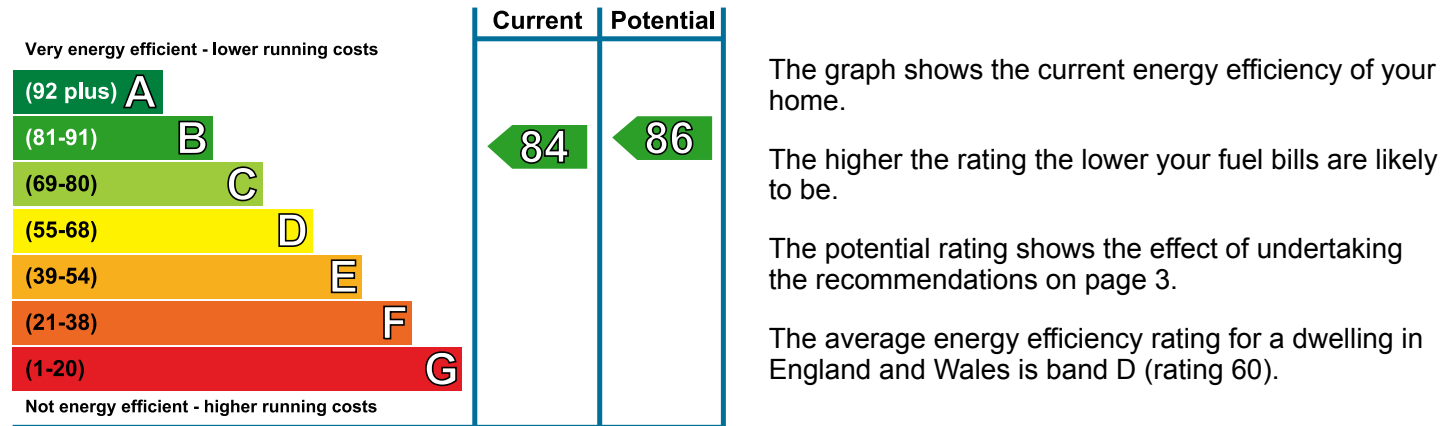 Current Potential
Very energy efficient - lower running costs
(92 plus) A
(81-91) B
84 86
(69-80) C
(55-68) D
(39-54) E
(21-38) F
(1-20) G
Not energy efficient - higher running costs
The graph shows the current energy efficiency of your
home.
The higher the rating the lower your fuel bills are likely
to be.
The potential rating shows the effect of undertaking
the recommendations on page 3.
The average energy efficiency rating for a dwelling in
England and Wales is band D (rating 60).